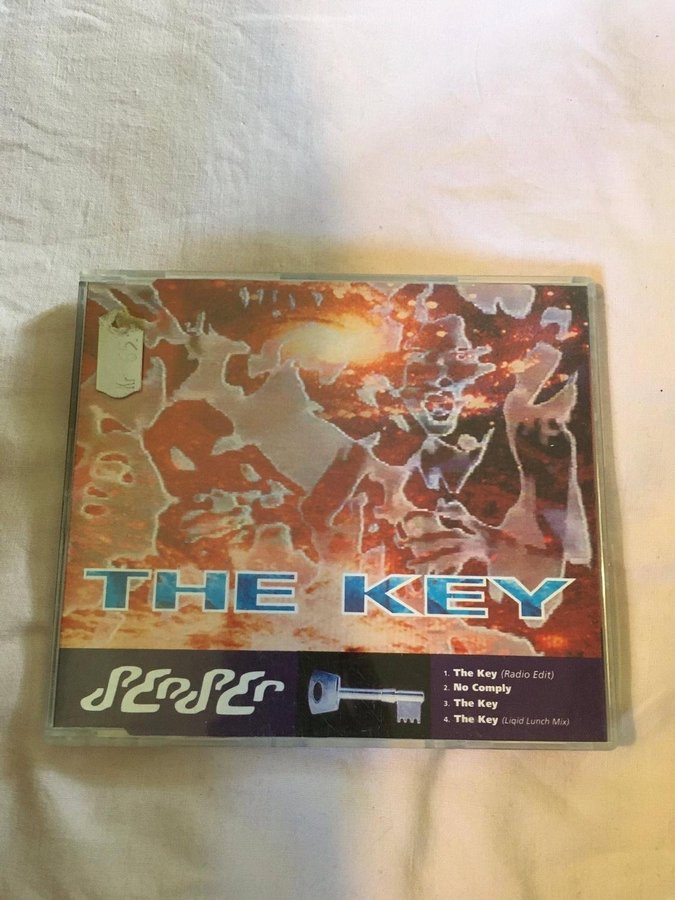 THE KEY
SENSER
1. The Key (Radio Edit)
2. No Comply
3. The Key
4. The Key (Liqid Lunch Mix)